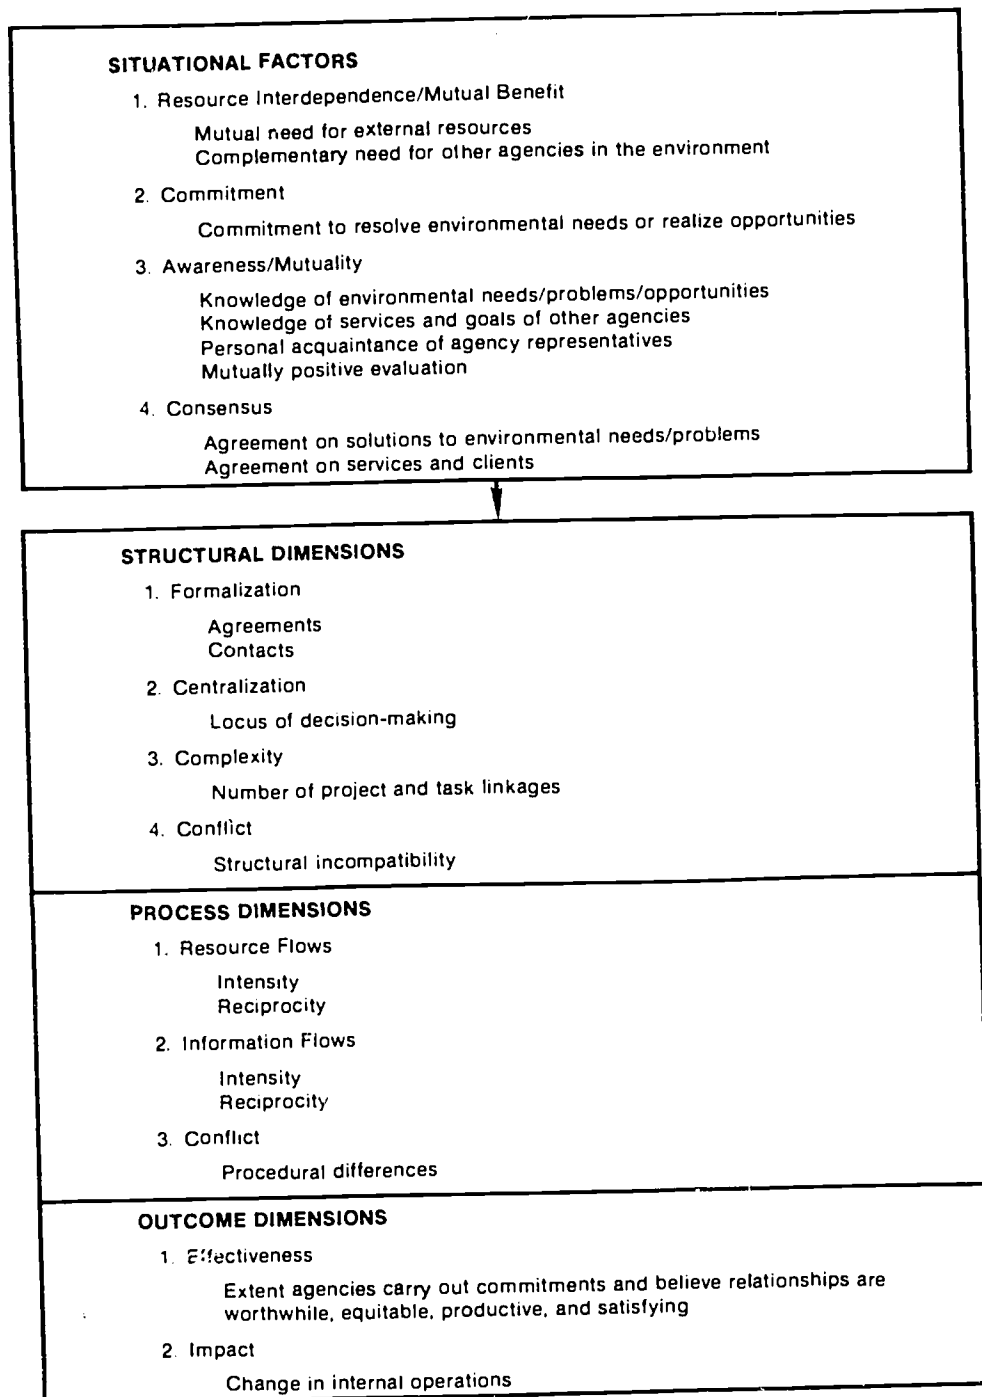 SITUATIONAL FACTORS
1. Resource Interdependence/Mutual Benefit
Mutual need for external resources
Complementary need for other agencies in the environment
2. Commitment
Commitment to resolve environmental needs or realize opportunities
3. Awareness/Mutuality
Knowledge of environmental needs/problems/opportunities
Knowledge of services and goals of other agencies
Personal acquaintance of agency representatives
Mutually positive evaluation
4. Consensus
Agreement on solutions to environmental needs/problems
Agreement on services and clients
STRUCTURAL DIMENSIONS
1. Formalization
Agreements
Contacts
2. Centralization
Locus of decision-making
3. Complexity
Number of project and task linkages
4. Conflict
Structural incompatibility
PROCESS DIMENSIONS
1. Resource Flows
Intensity
Reciprocity
2. Information Flows
Intensity
Reciprocity
3. Conflict
Procedural differences
OUTCOME DIMENSIONS
1. Effectiveness
Extent agencies carry out commitments and believe relationships are
worthwhile, equitable, productive, and satisfying
2. Impact
Change in internal operations